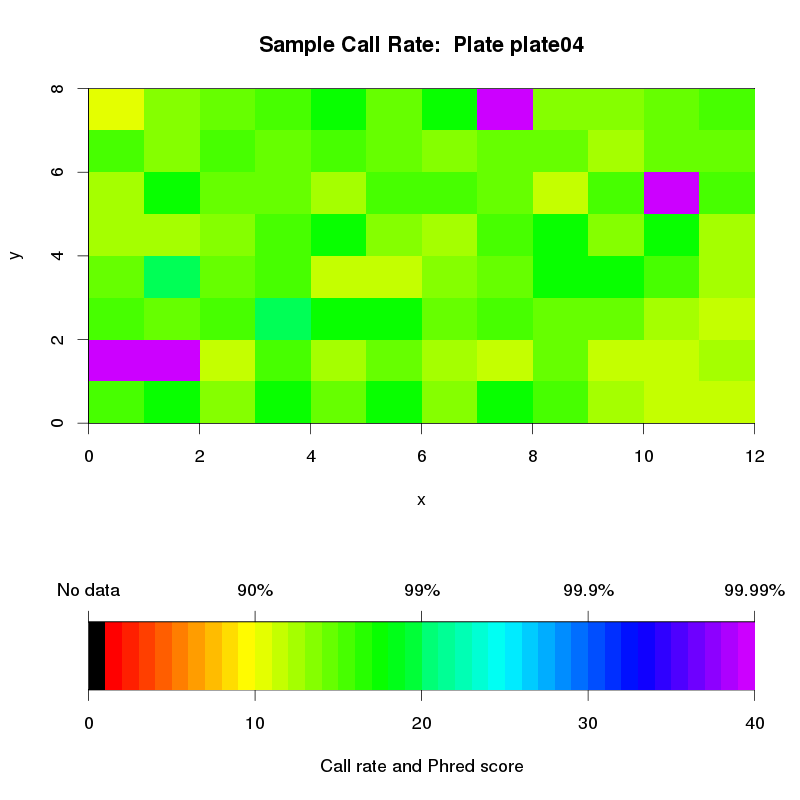 Sample Call Rate:  Plate plate04
8
6
4
2
0
y
0 2 4 6 8 10 12
x
No data 90% 99% 99.9% 99.99%
0 10 20 30 40
Call rate and Phred score